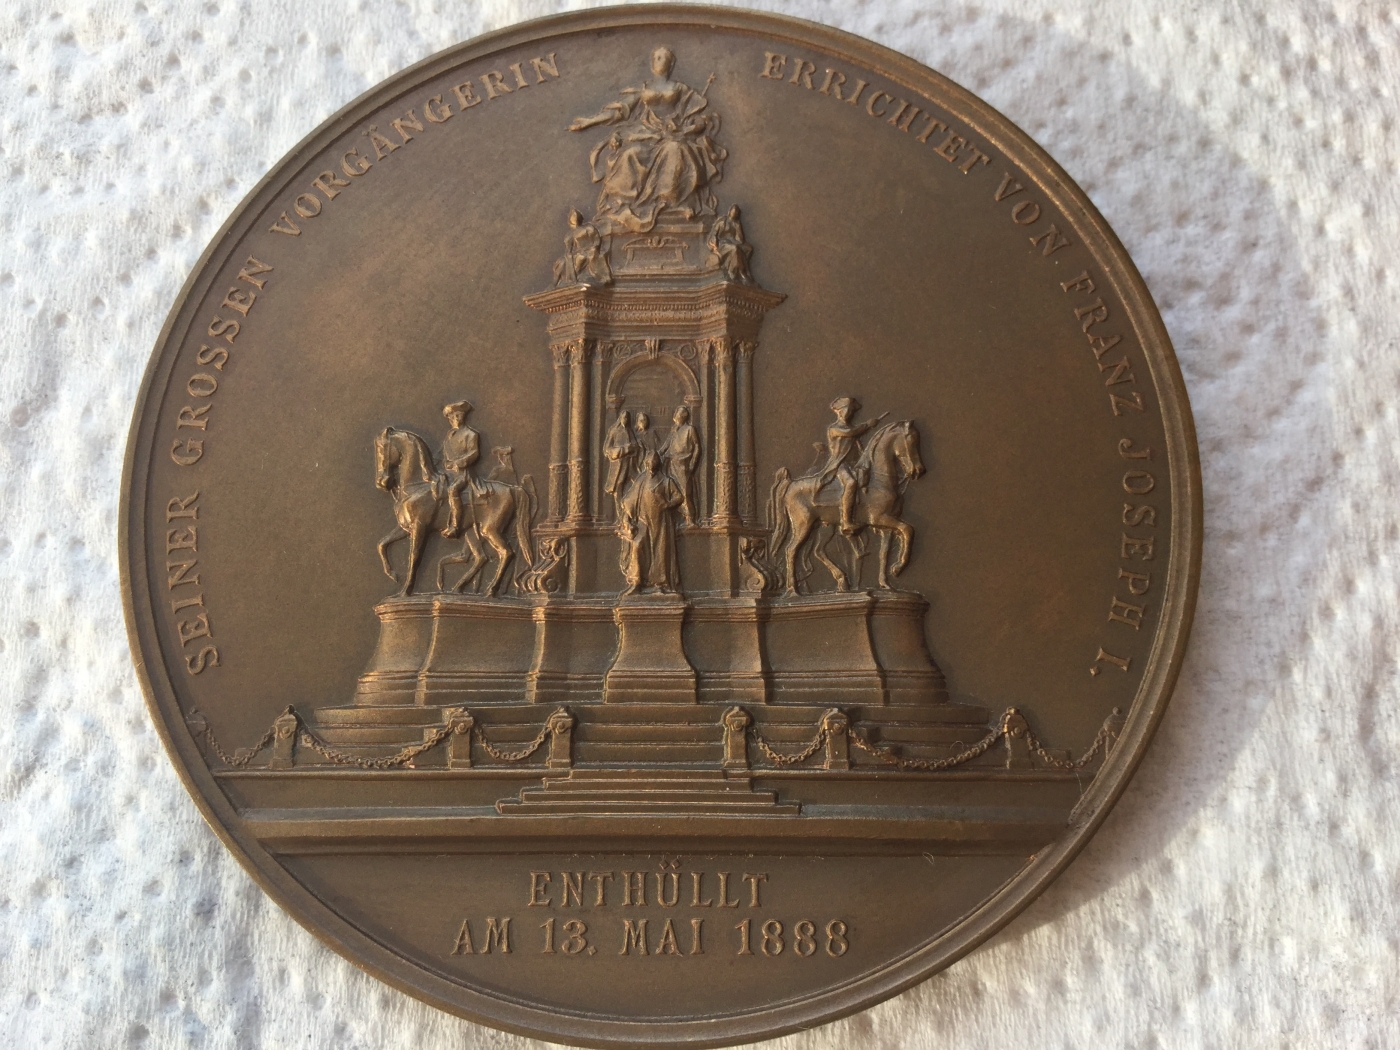 SEINER GROSSEN VORGÄNGERIN ERRICHTET VON FRANZ JOSEPH I.
ENTHÜLLT
AM 13. MAI 1888